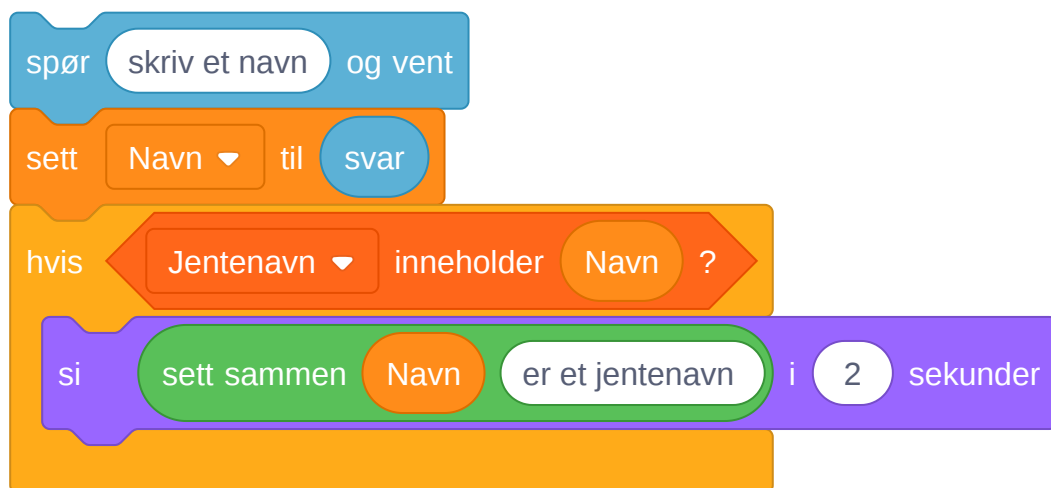 spør skriv et navn og vent
sett Navn til svar
hvis Jentenavn inneholder Navn ?
si sett sammen Navn er et jentenavn i 2 sekunder